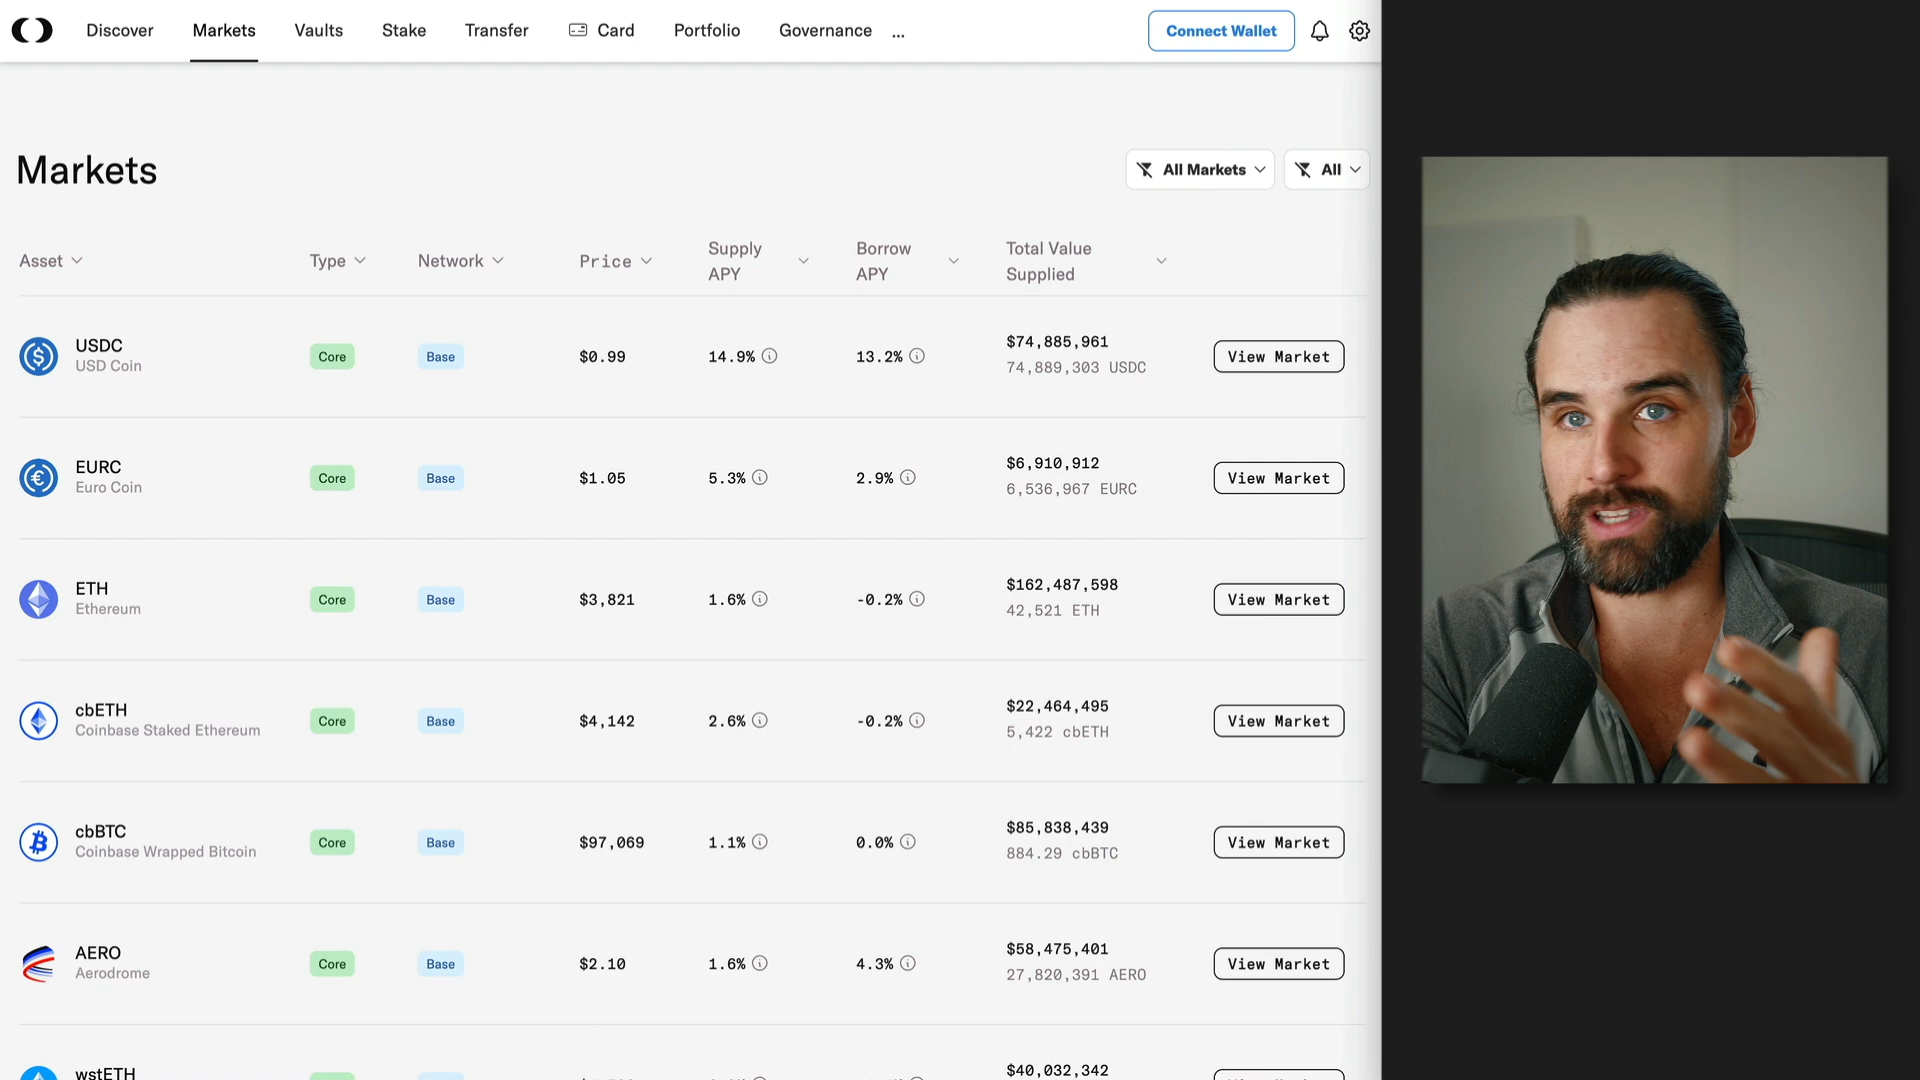 Discover Markets Vaults Stake Transfer Card Portfolio Governance ... Connect Wallet
Markets
All Markets All
Asset Type Network Price Supply APY Borrow APY Total Value Supplied
USDC
USD Coin
Core Base $0.99 14.9% 13.2%
$74,885,961
74,889,303 USDC
View Market
EURC
Euro Coin
Core Base $1.05 5.3% 2.9%
$6,910,912
6,536,967 EURC
View Market
ETH
Ethereum
Core Base $3,821 1.6% -0.2%
$162,487,598
42,521 ETH
View Market
cbETH
Coinbase Staked Ethereum
Core Base $4,142 2.6% -0.2%
$22,464,495
5,422 cbETH
View Market
cbBTC
Coinbase Wrapped Bitcoin
Core Base $97,069 1.1% 0.0%
$85,838,439
884.29 cbBTC
View Market
AERO
Aerodrome
Core Base $2.10 1.6% 4.3%
$58,475,401
27,820,391 AERO
View Market
wstETH
$40,032,342